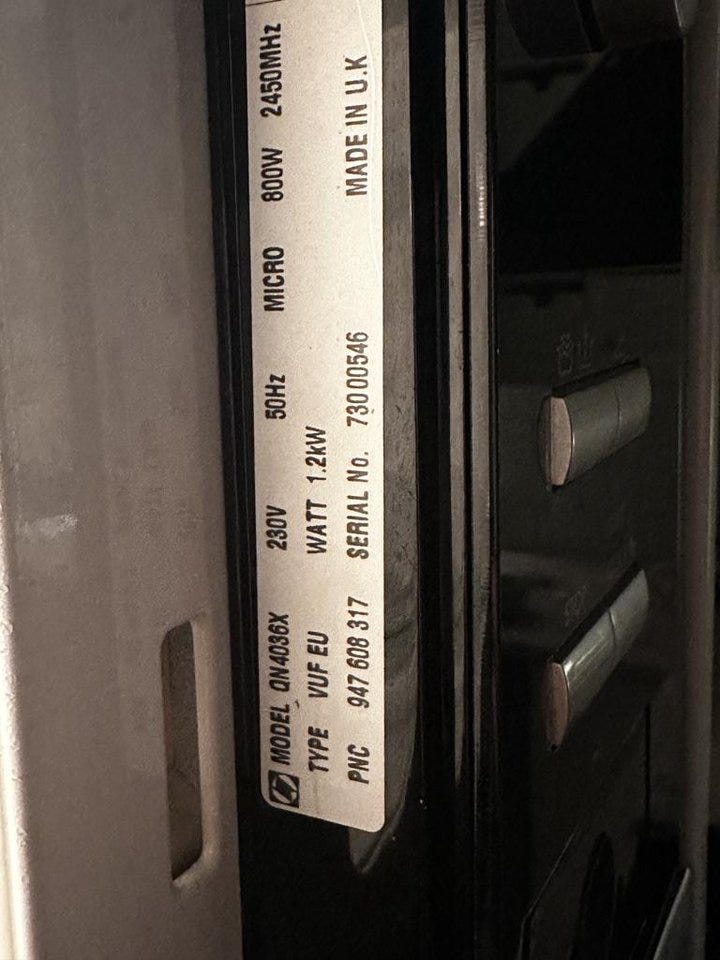 MODEL QN4036X 230V 50Hz MICRO 800W 2450MHz
TYPE VUF EU WATT 1.2kW
PNC 947 608 317 SERIAL No. 730 00546 MADE IN U.K